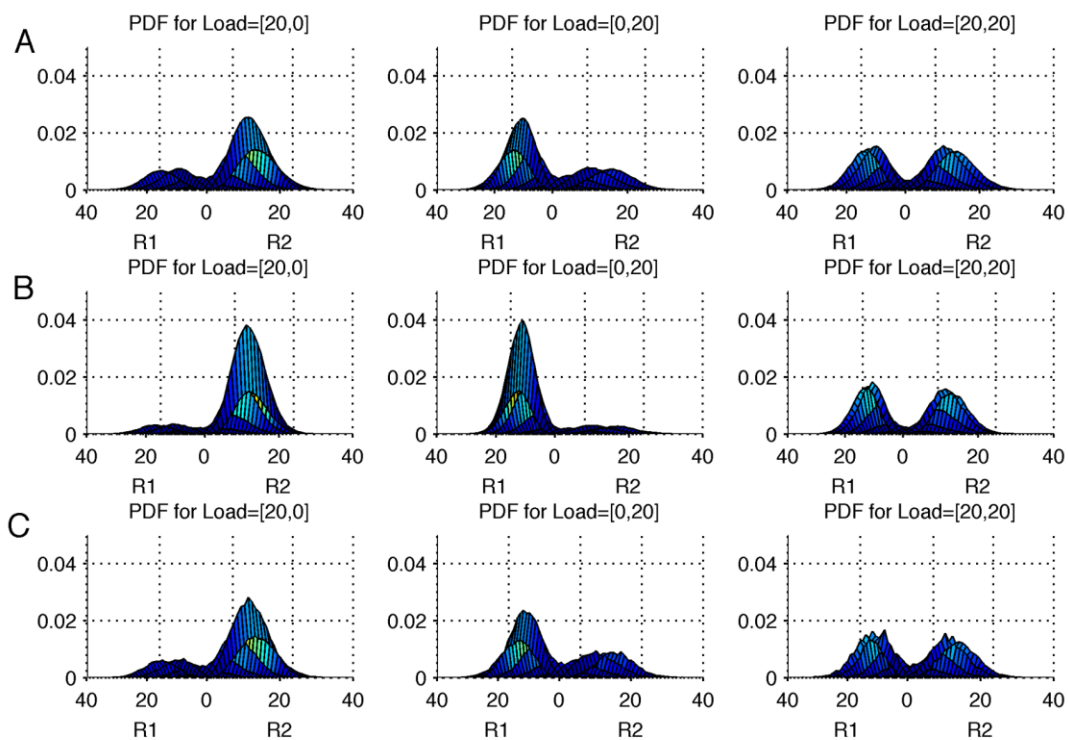 A
PDF for Load=[20,0] PDF for Load=[0,20] PDF for Load=[20,20]
0.04 0.04 0.04
0.02 0.02 0.02
0 0 0
40 20 0 20 40 40 20 0 20 40 40 20 0 20 40
R1 R2 R1 R2 R1 R2
B
PDF for Load=[20,0] PDF for Load=[0,20] PDF for Load=[20,20]
0.04 0.04 0.04
0.02 0.02 0.02
0 0 0
40 20 0 20 40 40 20 0 20 40 40 20 0 20 40
R1 R2 R1 R2 R1 R2
C
PDF for Load=[20,0] PDF for Load=[0,20] PDF for Load=[20,20]
0.04 0.04 0.04
0.02 0.02 0.02
0 0 0
40 20 0 20 40 40 20 0 20 40 40 20 0 20 40
R1 R2 R1 R2 R1 R2